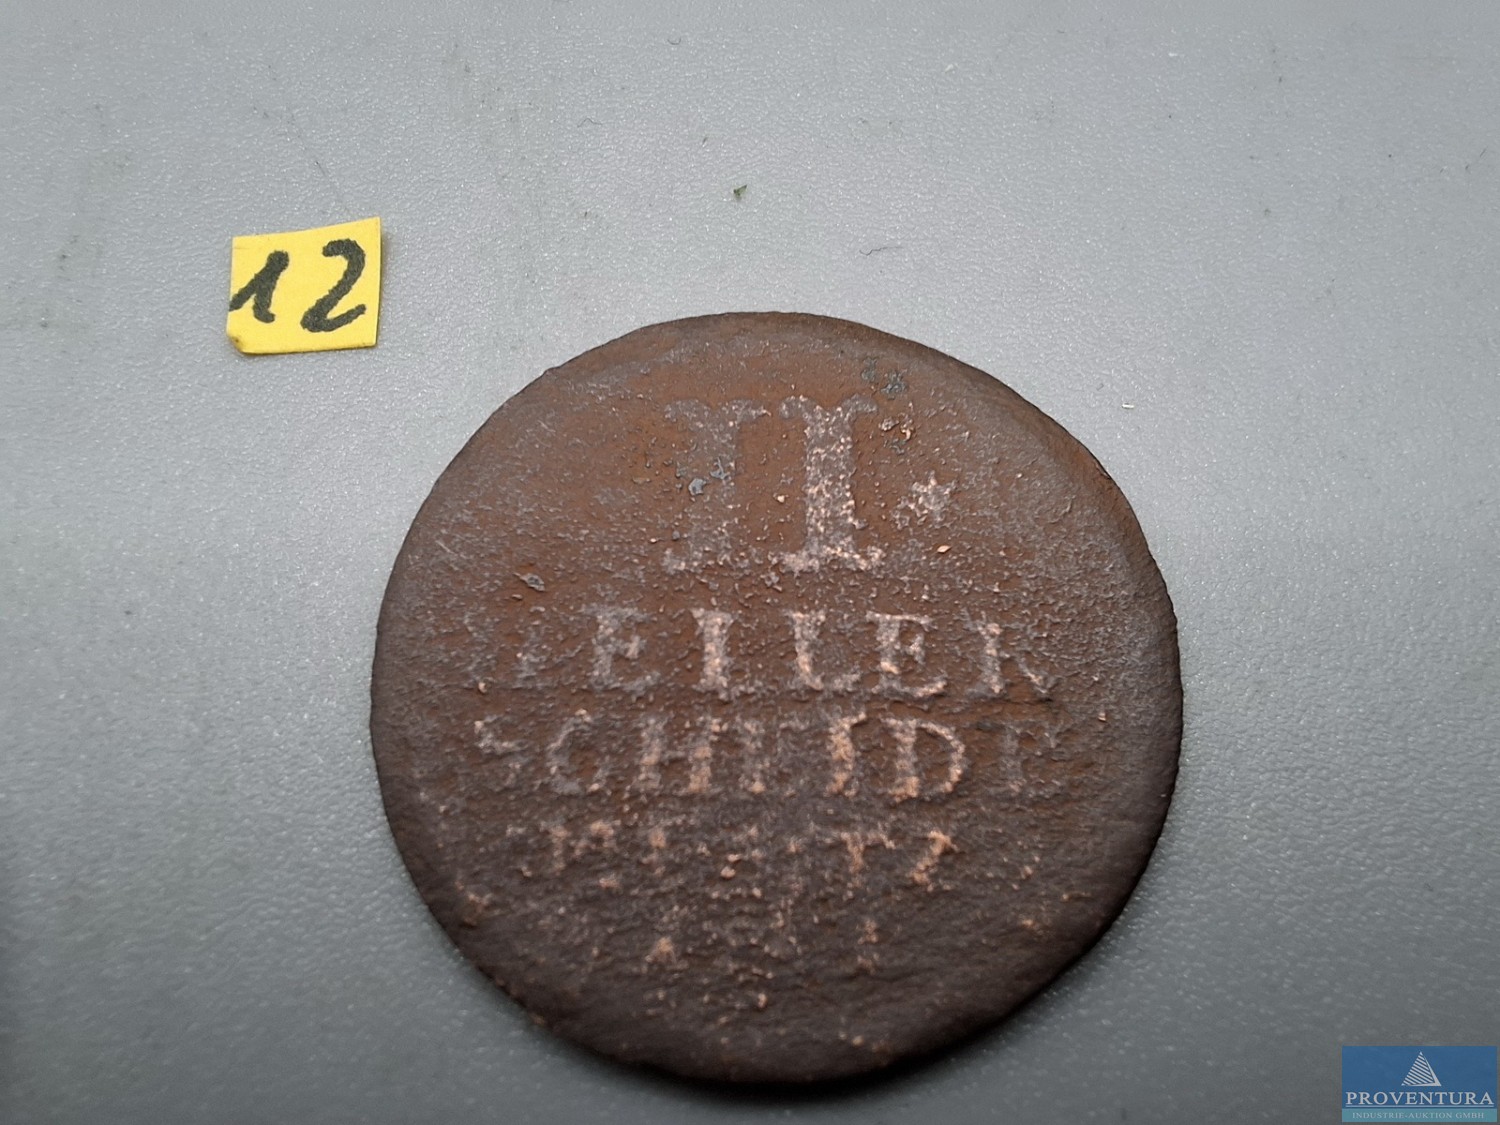 12
II
HELLER
SCHEIDE
MÜNTZ
PROVENTURA
INDUSTRIE-AUKTION GMBH